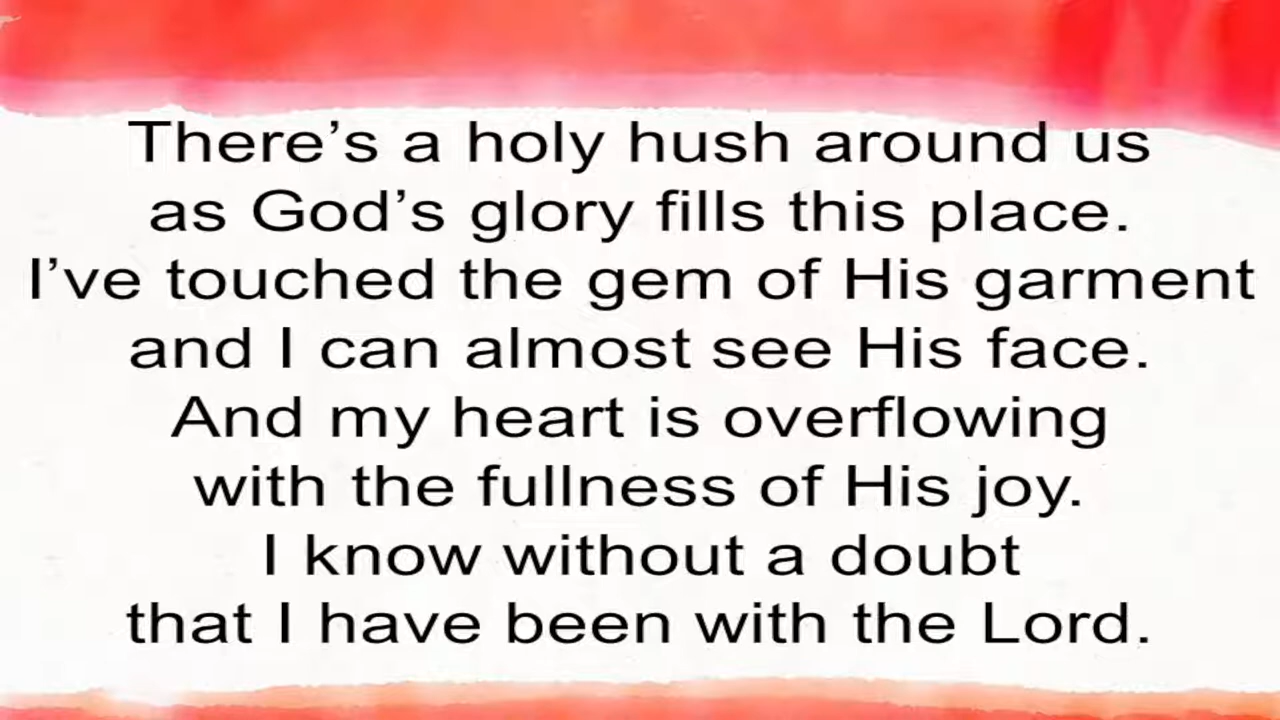 There’s a holy hush around us
as God’s glory fills this place.
I’ve touched the gem of His garment
and I can almost see His face.
And my heart is overflowing
with the fullness of His joy.
I know without a doubt
that I have been with the Lord.